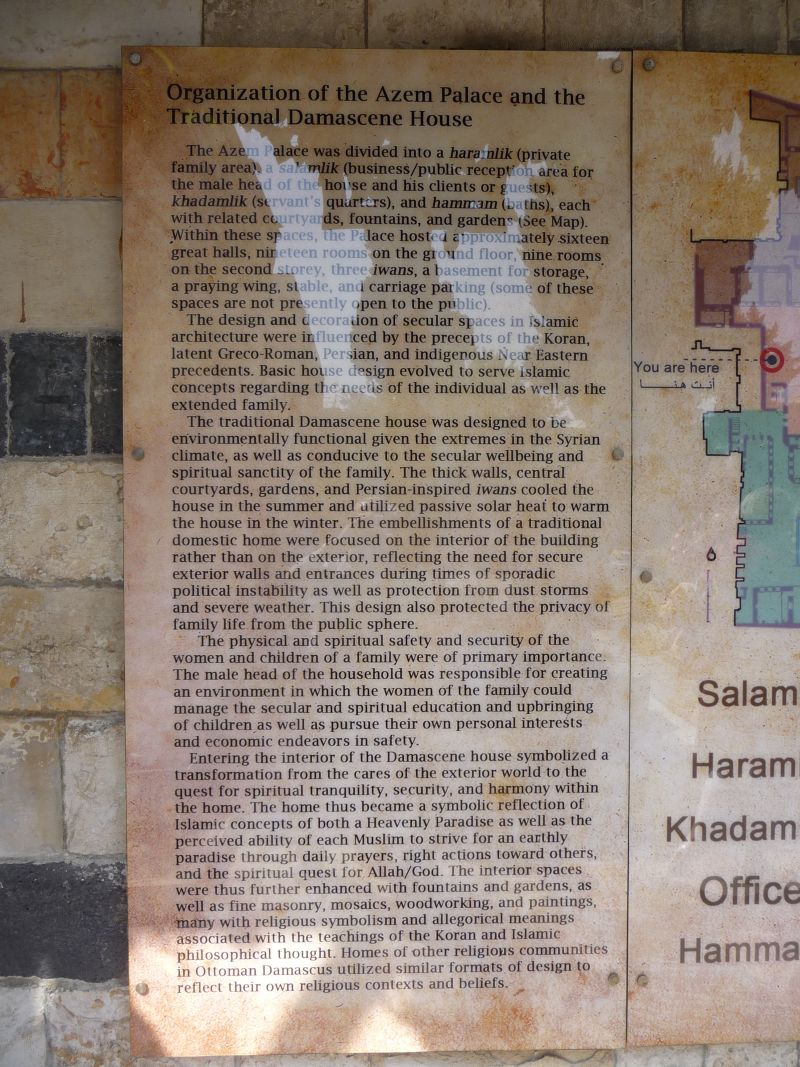 Organization of the Azem Palace and the
Traditional Damascene House
The Azem Palace was divided into a haramlik (private
family area), a salamlik (business/public reception area for
the male head of the house and his clients or guests),
khadamlik (servant's quarters), and hammam (baths), each
with related courtyards, fountains, and gardens (See Map).
Within these spaces, the Palace hosted approximately sixteen
great halls, nineteen rooms on the ground floor, nine rooms
on the second storey, three iwans, a basement for storage,
a praying wing, stable, and carriage parking (some of these
spaces are not presently open to the public).
The design and decoration of secular spaces in Islamic
architecture were influenced by the precepts of the Koran,
latent Greco-Roman, Persian, and indigenous Near Eastern
precedents. Basic house design evolved to serve Islamic
concepts regarding the needs of the individual as well as the
extended family.
The traditional Damascene house was designed to be
environmentally functional given the extremes in the Syrian
climate, as well as conducive to the secular wellbeing and
spiritual sanctity of the family. The thick walls, central
courtyards, gardens, and Persian-inspired iwans cooled the
house in the summer and utilized passive solar heat to warm
the house in the winter. The embellishments of a traditional
domestic home were focused on the interior of the building
rather than on the exterior, reflecting the need for secure
exterior walls and entrances during times of sporadic
political instability as well as protection from dust storms
and severe weather. This design also protected the privacy of
family life from the public sphere.
The physical and spiritual safety and security of the
women and children of a family were of primary importance.
The male head of the household was responsible for creating
an environment in which the women of the family could
manage the secular and spiritual education and upbringing
of children as well as pursue their own personal interests
and economic endeavors in safety.
Entering the interior of the Damascene house symbolized a
transformation from the cares of the exterior world to the
quest for spiritual tranquility, security, and harmony within
the home. The home thus became a symbolic reflection of
Islamic concepts of both a Heavenly Paradise as well as the
perceived ability of each Muslim to strive for an earthly
paradise through daily prayers, right actions toward others,
and the spiritual quest for Allah/God. The interior spaces
were thus further enhanced with fountains and gardens, as
well as fine masonry, mosaics, woodworking, and paintings,
many with religious symbolism and allegorical meanings
associated with the teachings of the Koran and Islamic
philosophical thought. Homes of other religious communities
in Ottoman Damascus utilized similar formats of design to
reflect their own religious contexts and beliefs.
You are here
أنت هنا
Salam
Harami
Khadam
Office
Hamma